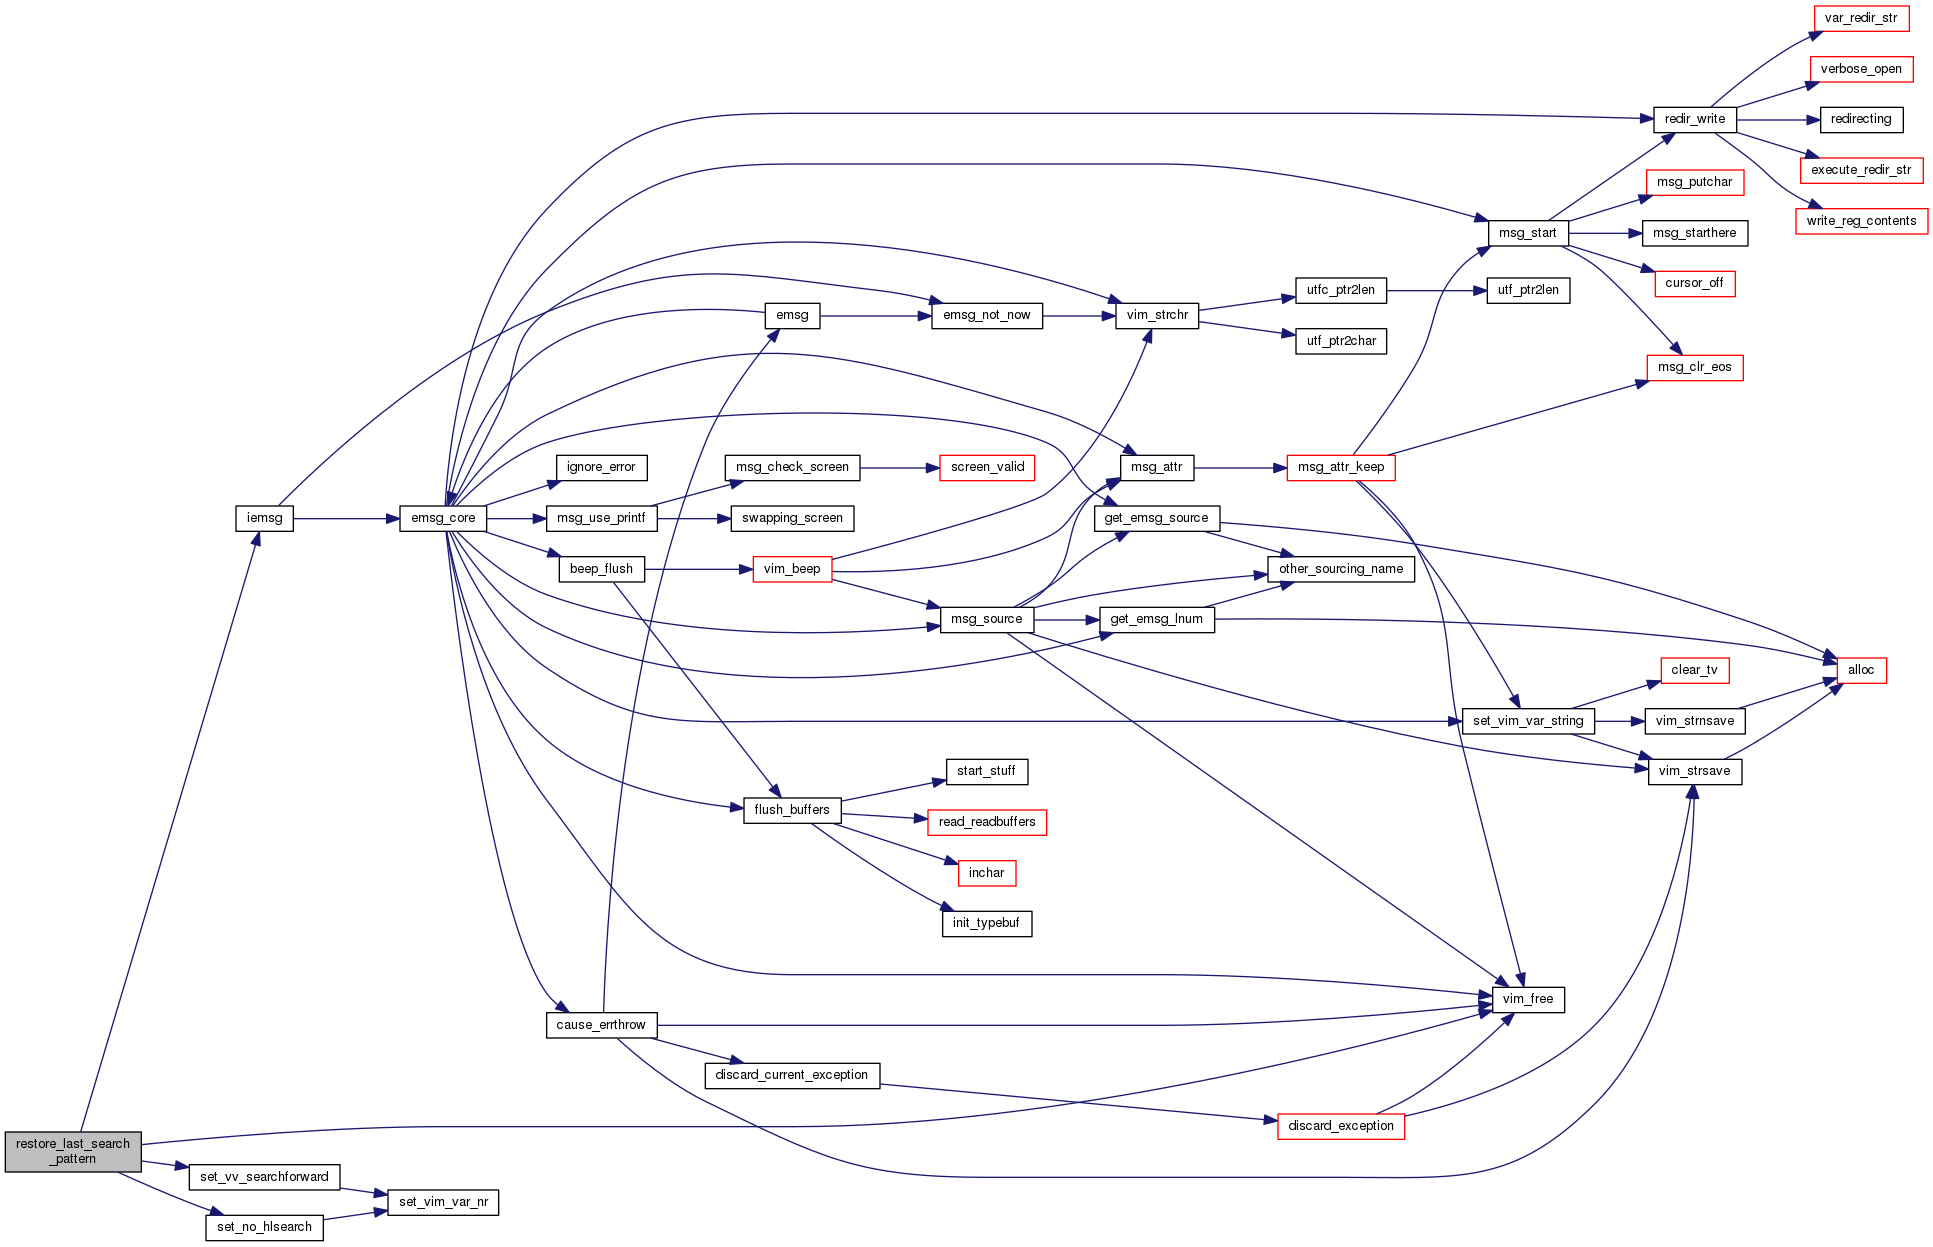 var_redir_str
verbose_open
redir_write
redirecting
execute_redir_str
msg_putchar
write_reg_contents
msg_start
msg_starthere
cursor_off
utfc_ptr2len
utf_ptr2len
emsg
emsg_not_now
vim_strchr
utf_ptr2char
msg_clr_eos
ignore_error
msg_check_screen
screen_valid
msg_attr
msg_attr_keep
iemsg
emsg_core
msg_use_printf
swapping_screen
get_emsg_source
beep_flush
vim_beep
other_sourcing_name
msg_source
get_emsg_lnum
clear_tv
alloc
set_vim_var_string
vim_strnsave
start_stuff
vim_strsave
flush_buffers
read_readbuffers
inchar
init_typebuf
vim_free
cause_errthrow
discard_current_exception
discard_exception
restore_last_search
_pattern
set_vv_searchforward
set_vim_var_nr
set_no_hlsearch